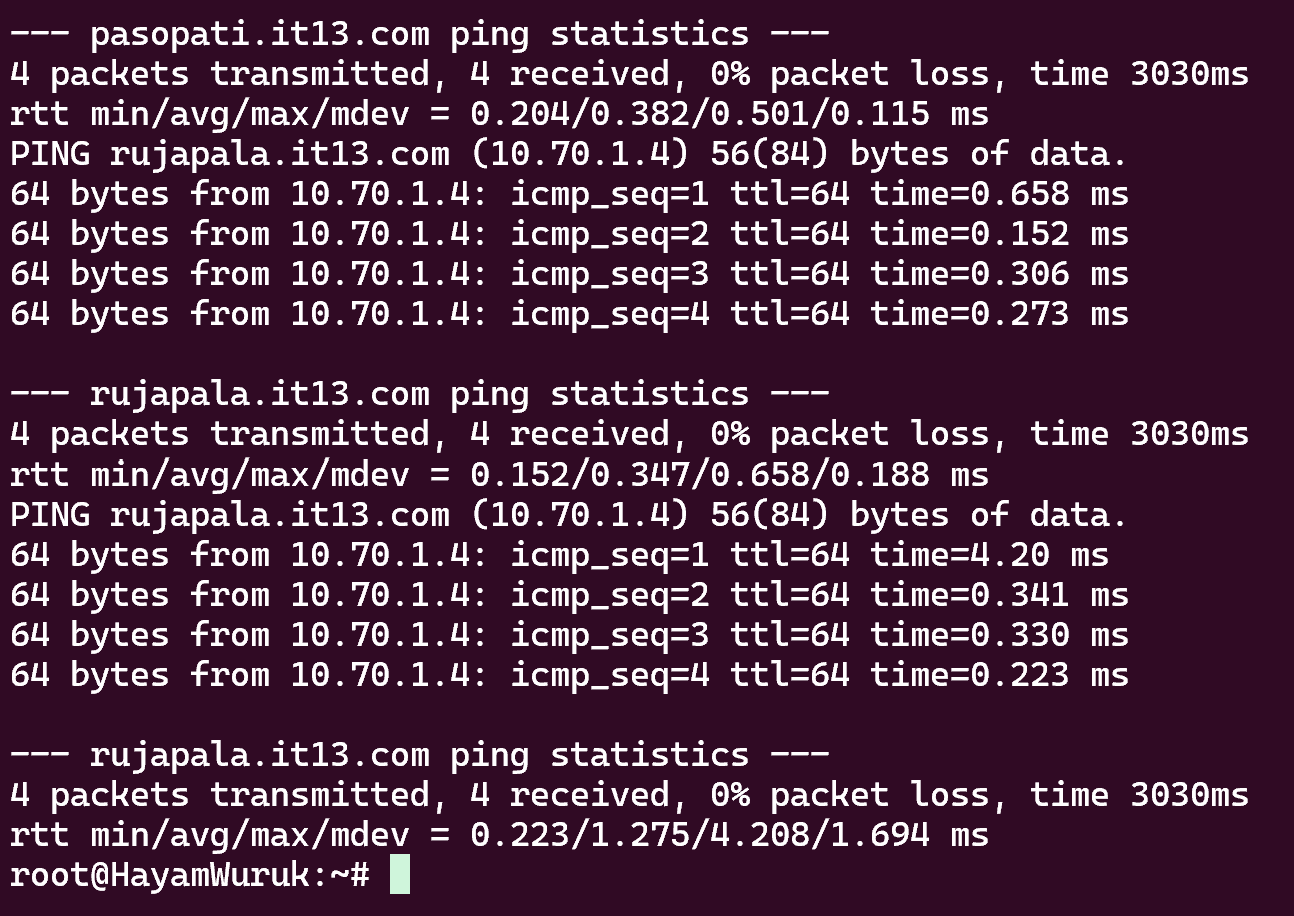 --- pasopati.it13.com ping statistics ---
4 packets transmitted, 4 received, 0% packet loss, time 3030ms
rtt min/avg/max/mdev = 0.204/0.382/0.501/0.115 ms
PING rujapala.it13.com (10.70.1.4) 56(84) bytes of data.
64 bytes from 10.70.1.4: icmp_seq=1 ttl=64 time=0.658 ms
64 bytes from 10.70.1.4: icmp_seq=2 ttl=64 time=0.152 ms
64 bytes from 10.70.1.4: icmp_seq=3 ttl=64 time=0.306 ms
64 bytes from 10.70.1.4: icmp_seq=4 ttl=64 time=0.273 ms

--- rujapala.it13.com ping statistics ---
4 packets transmitted, 4 received, 0% packet loss, time 3030ms
rtt min/avg/max/mdev = 0.152/0.347/0.658/0.188 ms
PING rujapala.it13.com (10.70.1.4) 56(84) bytes of data.
64 bytes from 10.70.1.4: icmp_seq=1 ttl=64 time=4.20 ms
64 bytes from 10.70.1.4: icmp_seq=2 ttl=64 time=0.341 ms
64 bytes from 10.70.1.4: icmp_seq=3 ttl=64 time=0.330 ms
64 bytes from 10.70.1.4: icmp_seq=4 ttl=64 time=0.223 ms

--- rujapala.it13.com ping statistics ---
4 packets transmitted, 4 received, 0% packet loss, time 3030ms
rtt min/avg/max/mdev = 0.223/1.275/4.208/1.694 ms
root@HayamWuruk:~#